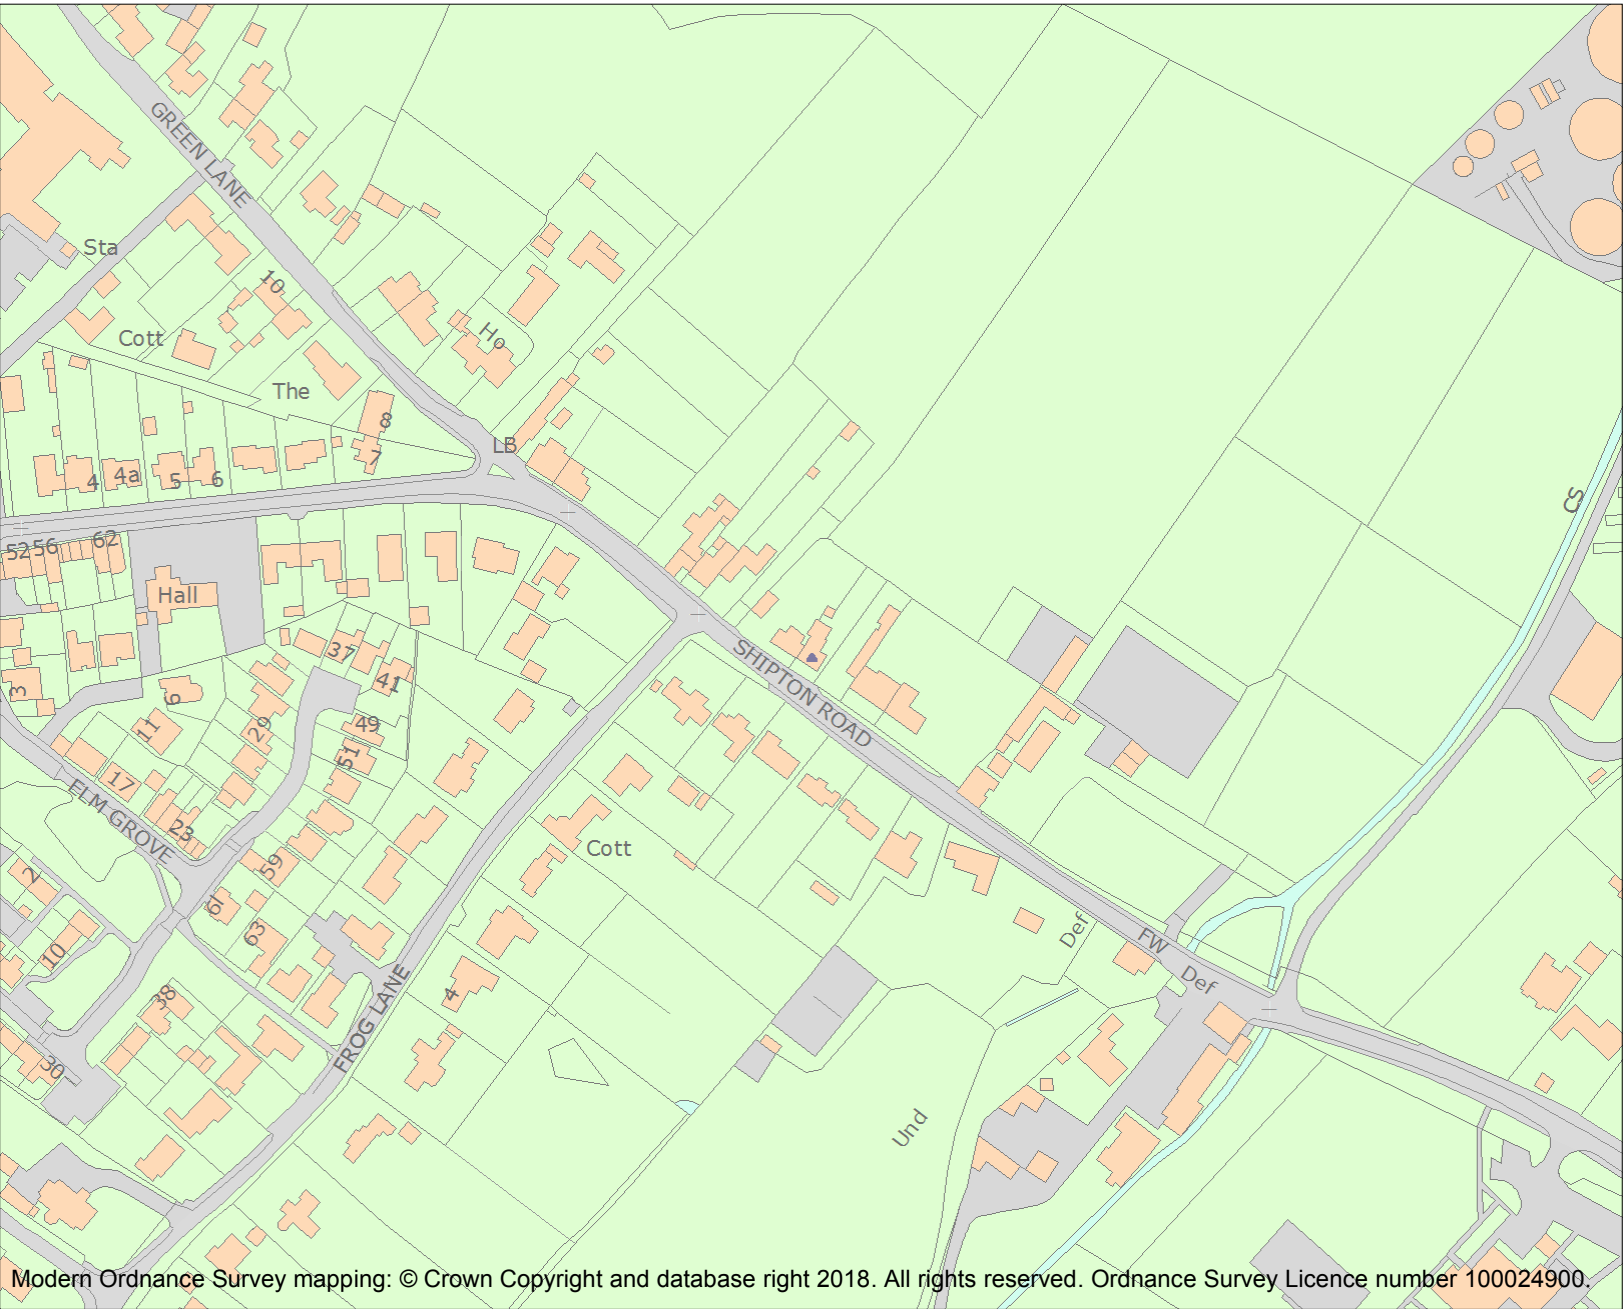 GREEN LANE
Sta
10
Cott
Ho
The
8
LB
7
4
4a
5
6
CS
52
56
62
Hall
37
SHIPTON ROAD
3
41
9
11
29
49
51
17
ELM GROVE
23
Cott
59
2
61
63
Def
FW
10
Def
4
38
FROG LANE
30
Und
Modern Ordnance Survey mapping: © Crown Copyright and database right 2018. All rights reserved. Ordnance Survey Licence number 100024900.